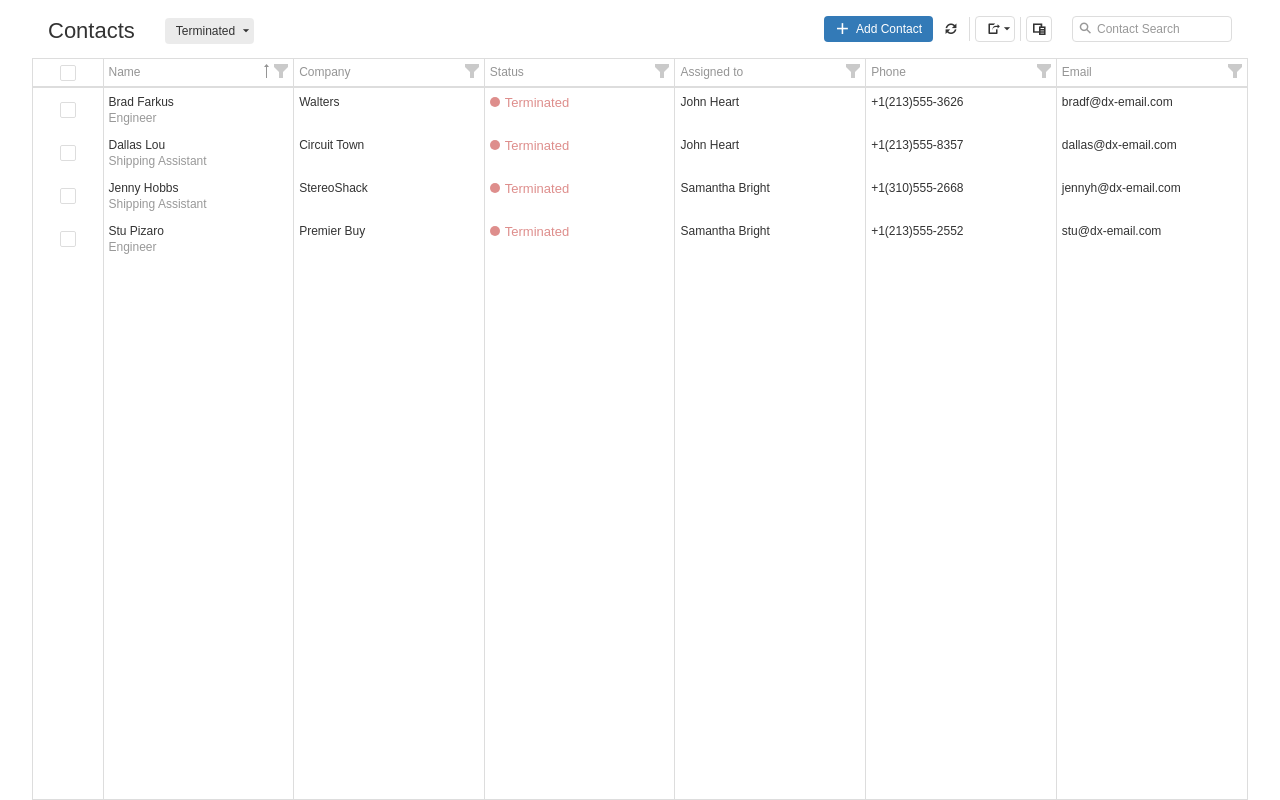 Contacts
Terminated
Add Contact
Contact Search
Name Company Status Assigned to Phone Email
Brad Farkus Walters Terminated John Heart +1(213)555-3626 bradf@dx-email.com
Engineer
Dallas Lou Circuit Town Terminated John Heart +1(213)555-8357 dallas@dx-email.com
Shipping Assistant
Jenny Hobbs StereoShack Terminated Samantha Bright +1(310)555-2668 jennyh@dx-email.com
Shipping Assistant
Stu Pizaro Premier Buy Terminated Samantha Bright +1(213)555-2552 stu@dx-email.com
Engineer